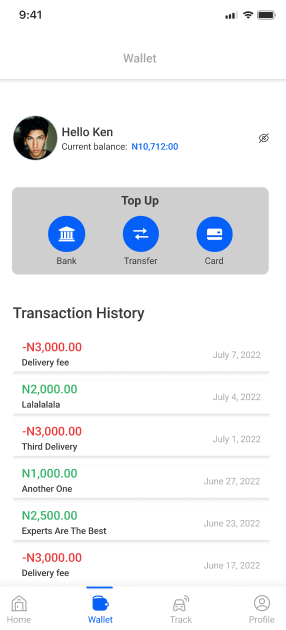 9:41
Wallet
Hello Ken
Current balance: N10,712:00
Top Up
Bank Transfer Card
Transaction History
-N3,000.00
July 7, 2022
Delivery fee
N2,000.00
July 4, 2022
Lalalalala
-N3,000.00
July 1, 2022
Third Delivery
N1,000.00
June 27, 2022
Another One
N2,500.00
June 23, 2022
Experts Are The Best
-N3,000.00
June 17, 2022
Delivery fee
Home Wallet Track Profile